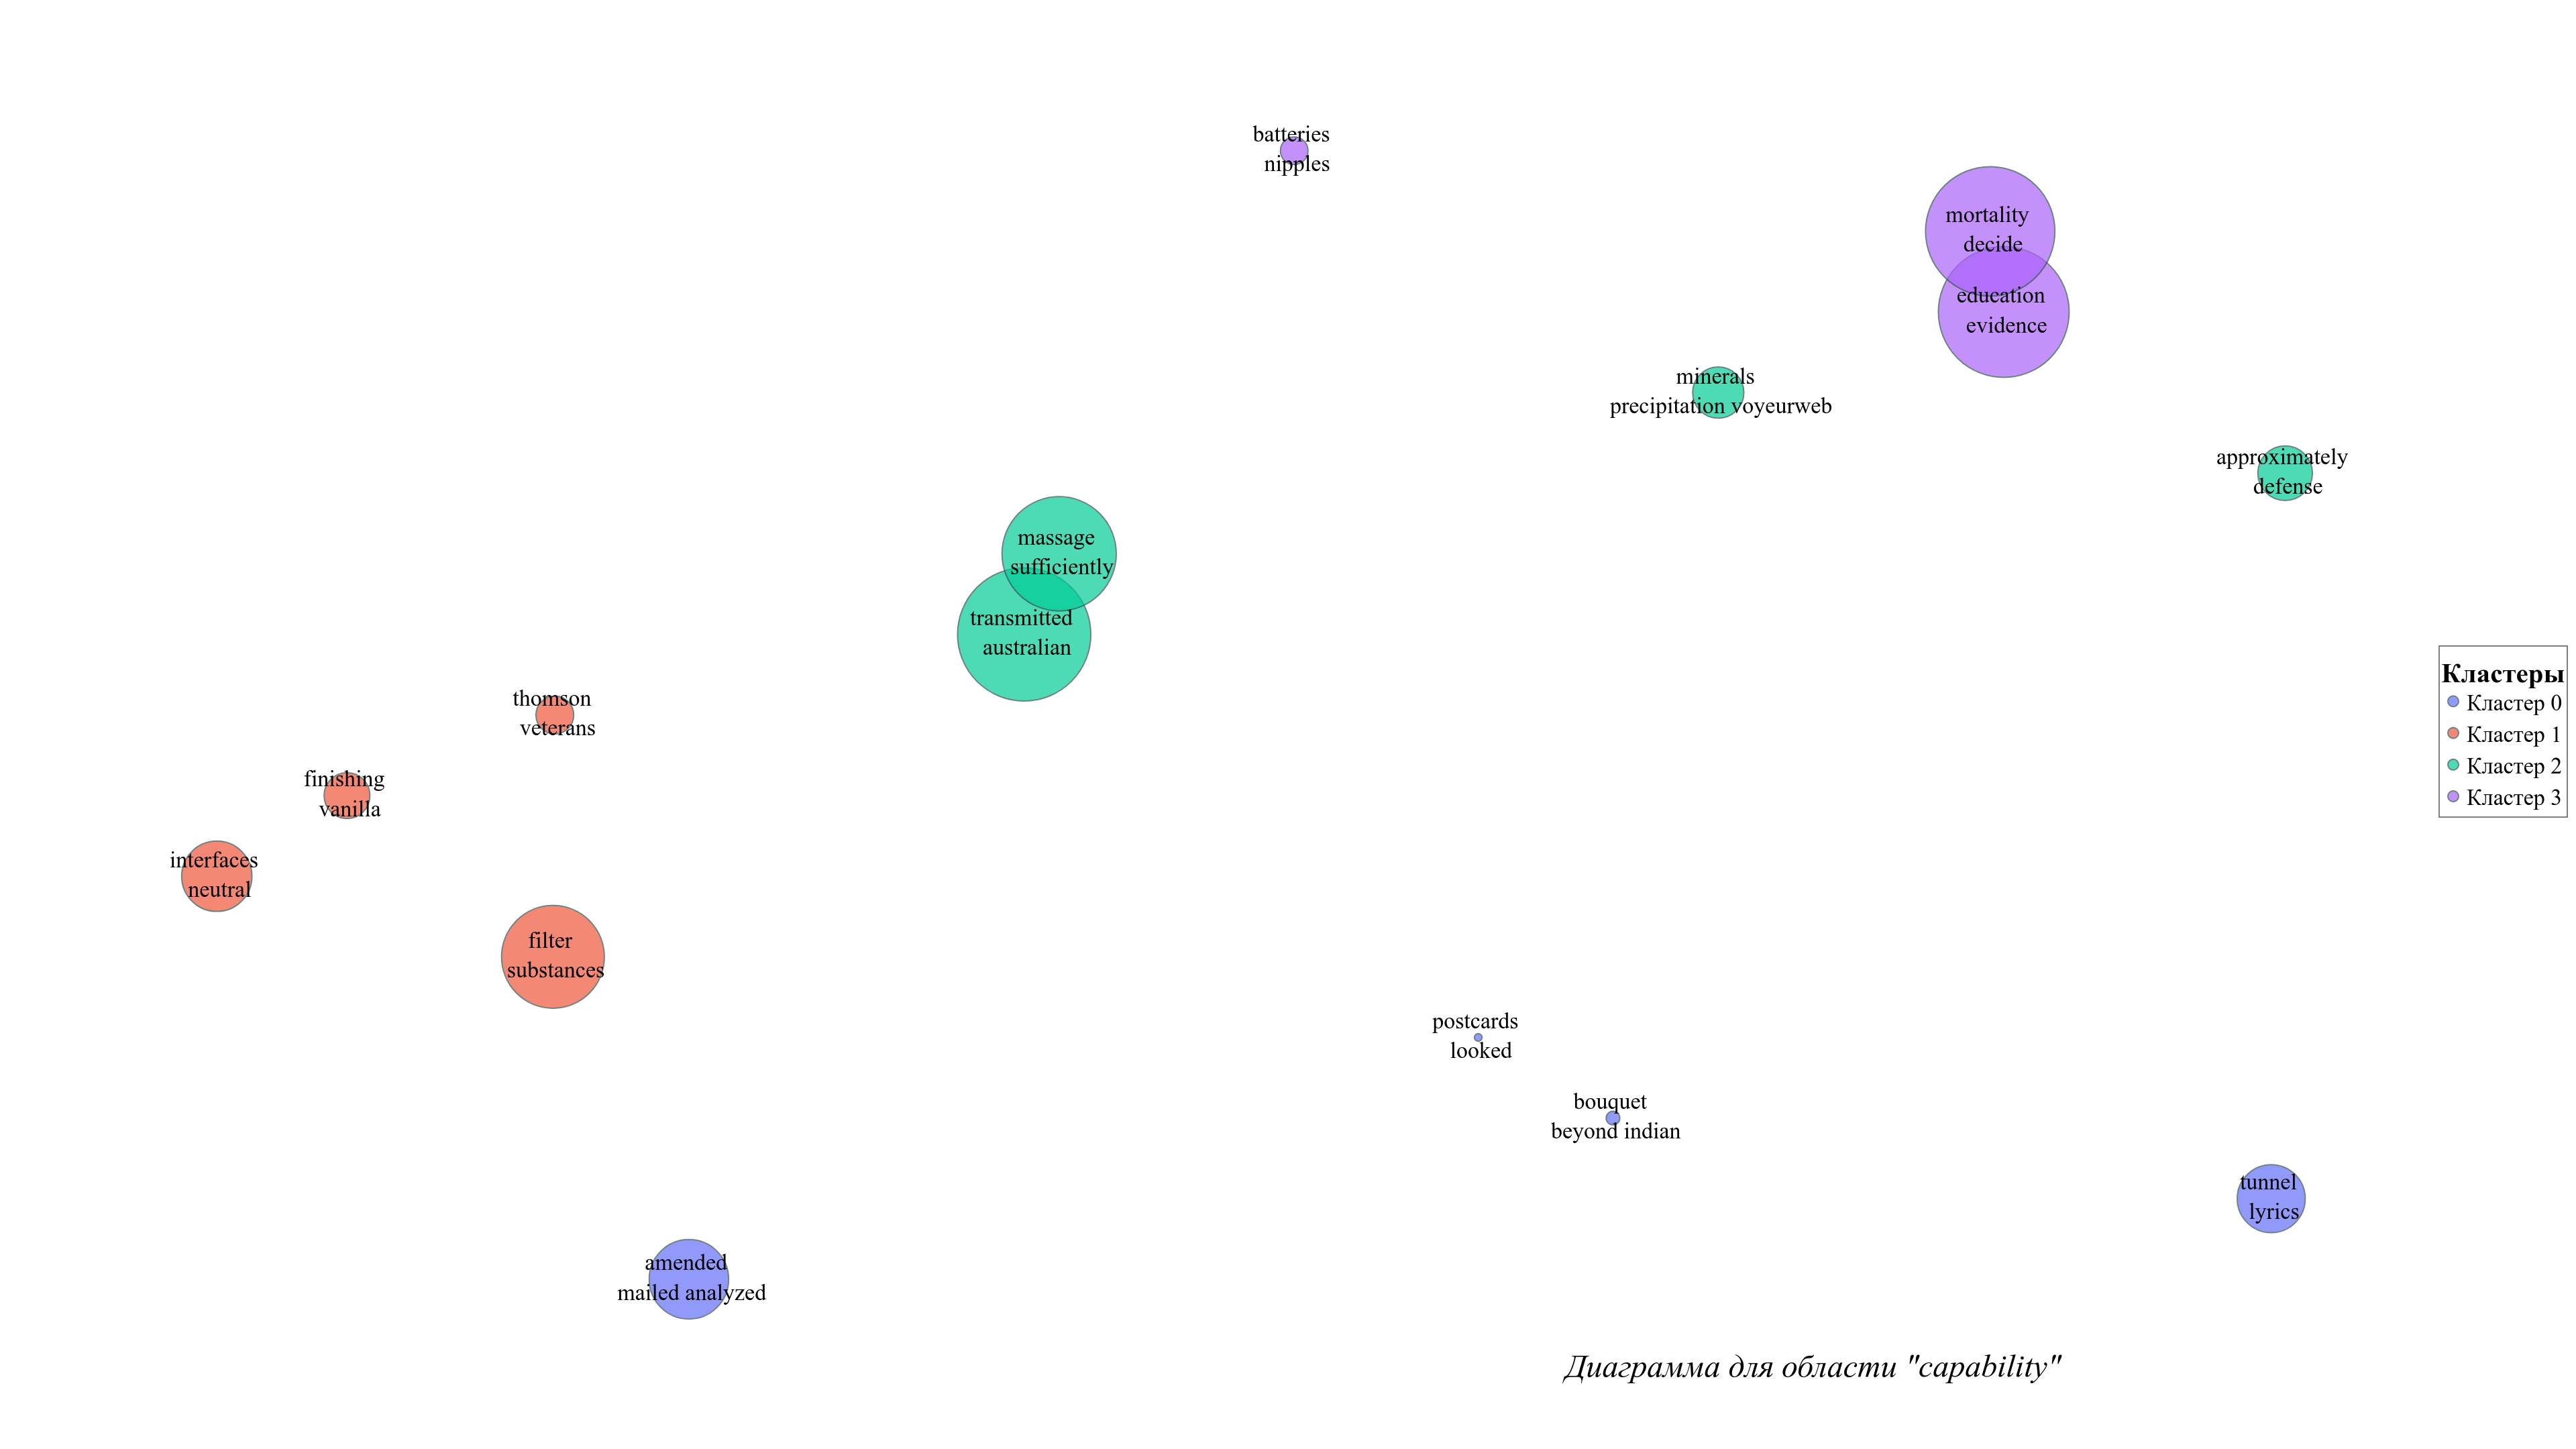 batteries
nipples
mortality
decide
education
evidence
minerals
precipitation voyeurweb
approximately
defense
massage
sufficiently
transmitted
australian
thomson
veterans
finishing
vanilla
interfaces
neutral
filter
substances
postcards
looked
bouquet
beyond indian
tunnel
lyrics
amended
mailed analyzed
Кластеры
Кластер 0
Кластер 1
Кластер 2
Кластер 3
Диаграмма для области "capability"